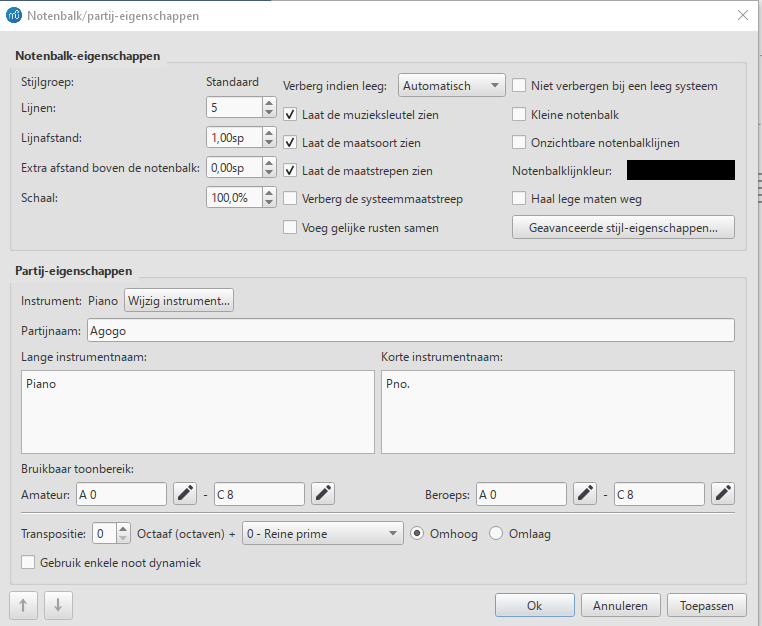 Notenbalk/partij-eigenschappen
Notenbalk-eigenschappen
Stijlgroep: Standaard
Lijnen: 5
Lijnafstand: 1,00sp
Extra afstand boven de notenbalk: 0,00sp
Schaal: 100,0%
Verberg indien leeg: Automatisch
Laat de muzieksleutel zien
Laat de maatsoort zien
Laat de maatstrepen zien
Verberg de systeemmaatstreep
Voeg gelijke rusten samen
Niet verbergen bij een leeg systeem
Kleine notenbalk
Onzichtbare notenbalklijnen
Notenbalklijnkleur:
Haal lege maten weg
Geavanceerde stijl-eigenschappen...
Partij-eigenschappen
Instrument: Piano Wijzig instrument...
Partijnaam: Agogo
Lange instrumentnaam:
Piano
Korte instrumentnaam:
Pno.
Bruikbaar toonbereik:
Amateur: A 0 - C 8
Beroeps: A 0 - C 8
Transpositie: 0 Octaaf (octaven) + 0 - Reine prime Omhoog Omlaag
Gebruik enkele noot dynamiek
Ok Annuleren Toepassen